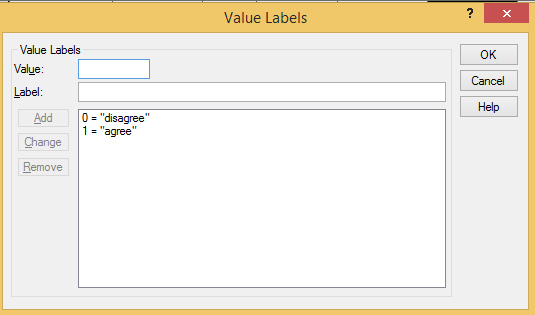 Value Labels
?
Value Labels
Value:
Label:
Add
Change
Remove
0 = "disagree"
1 = "agree"
OK
Cancel
Help